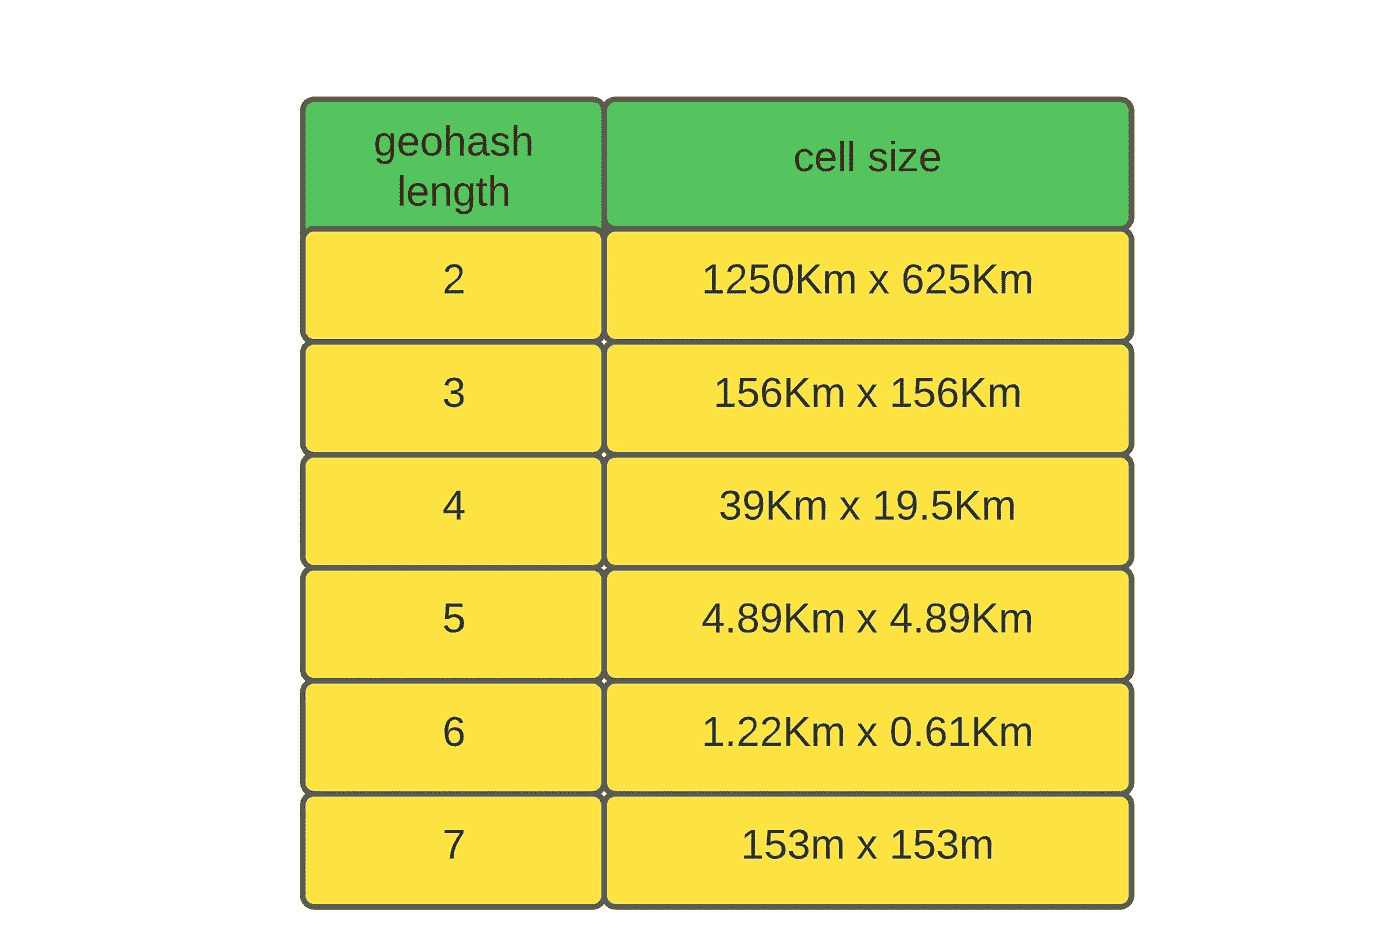 geohash
length
cell size
2
1250Km x 625Km
3
156Km x 156Km
4
39Km x 19.5Km
5
4.89Km x 4.89Km
6
1.22Km x 0.61Km
7
153m x 153m